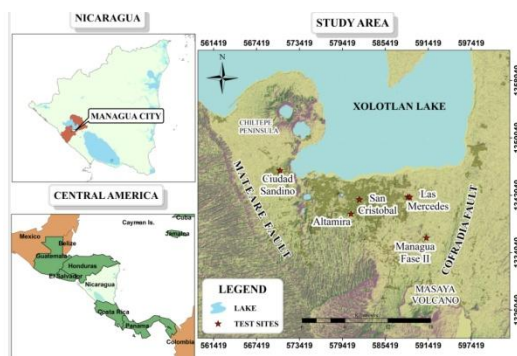 NICARAGUA
MANAGUA CITY
CENTRAL AMERICA
Cuba
Cayman Is.
Jamaica
Mexico
Belize
Guatemala
Honduras
El Salvador
Nicaragua
Costa Rica
Panama
Colombia
STUDY AREA
561419 567419 573419 579419 585419 591419 597419
N
XOLOTLAN LAKE
CHILTEPE
PENINSULA
Ciudad
Sandino
San
Cristobal
Las
Mercedes
Altamira
Managua
Fase II
MATEARE FAULT
COFRADIA FAULT
MASAYA
VOLCANO
LEGEND
LAKE
TEST SITES
561419 567419 573419 579419 585419 591419 597419